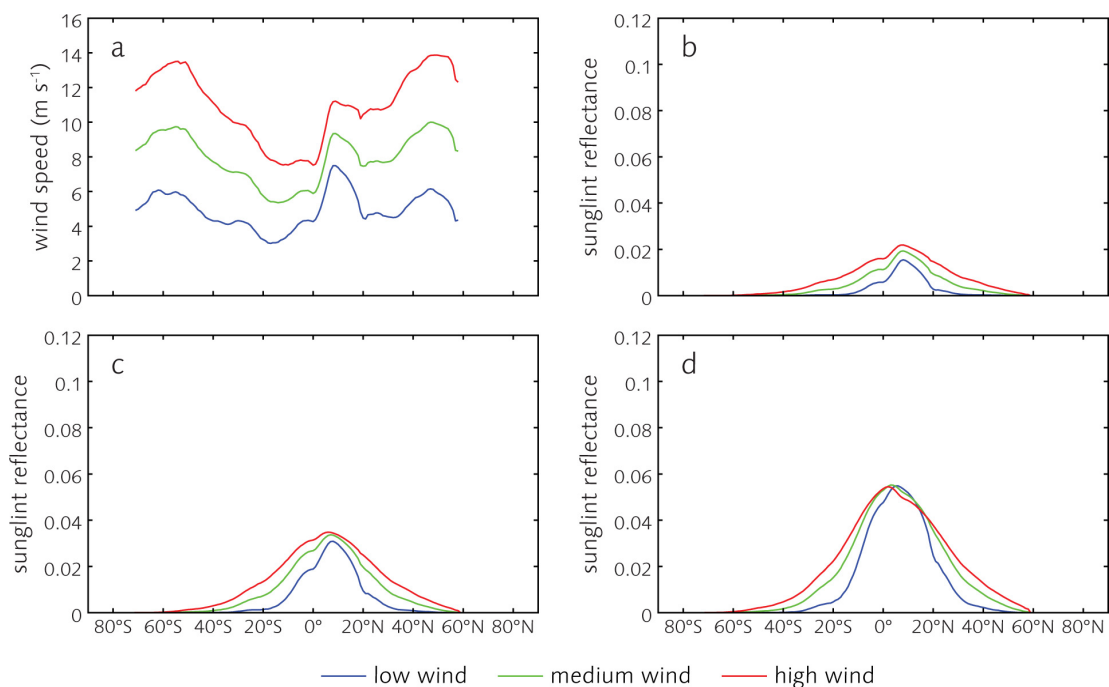 a
wind speed (m s⁻¹)
16
14
12
10
8
6
4
2
0
b
sunglint reflectance
0.12
0.1
0.08
0.06
0.04
0.02
0
c
sunglint reflectance
0.12
0.1
0.08
0.06
0.04
0.02
0
80°S 60°S 40°S 20°S 0° 20°N 40°N 60°N 80°N
d
sunglint reflectance
0.12
0.1
0.08
0.06
0.04
0.02
0
80°S 60°S 40°S 20°S 0° 20°N 40°N 60°N 80°N
low wind medium wind high wind